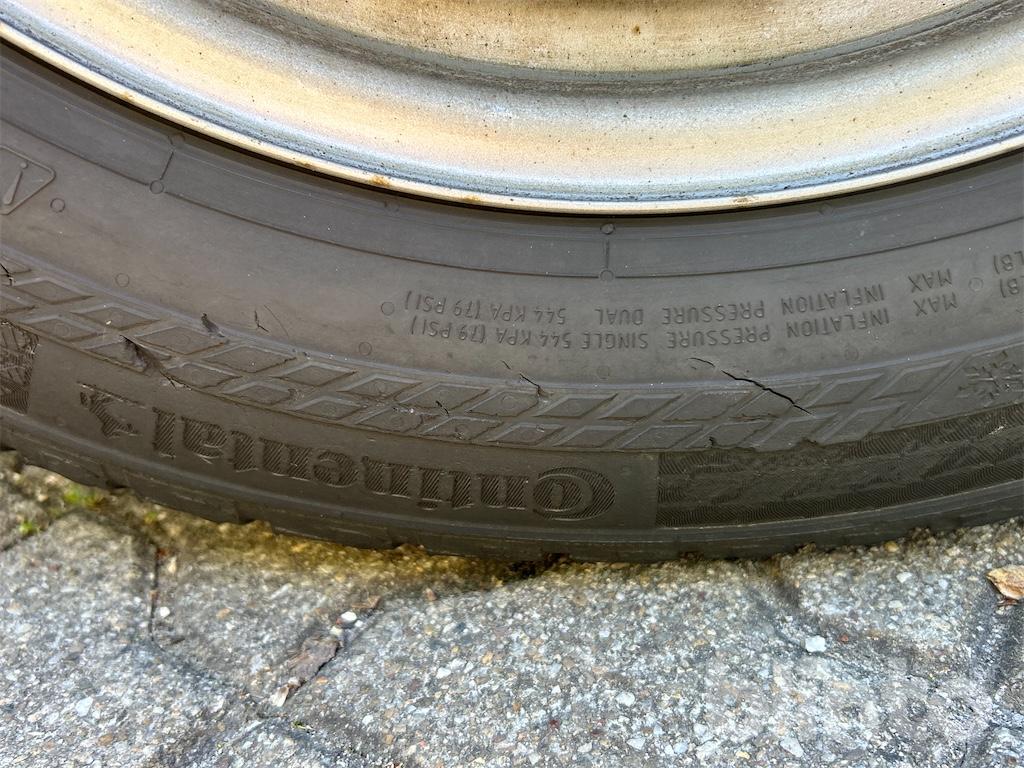 MAX INFLATION PRESSURE SINGLE 544 KPA (79 PSI)
MAX INFLATION PRESSURE DUAL 544 KPA (79 PSI)
Continental